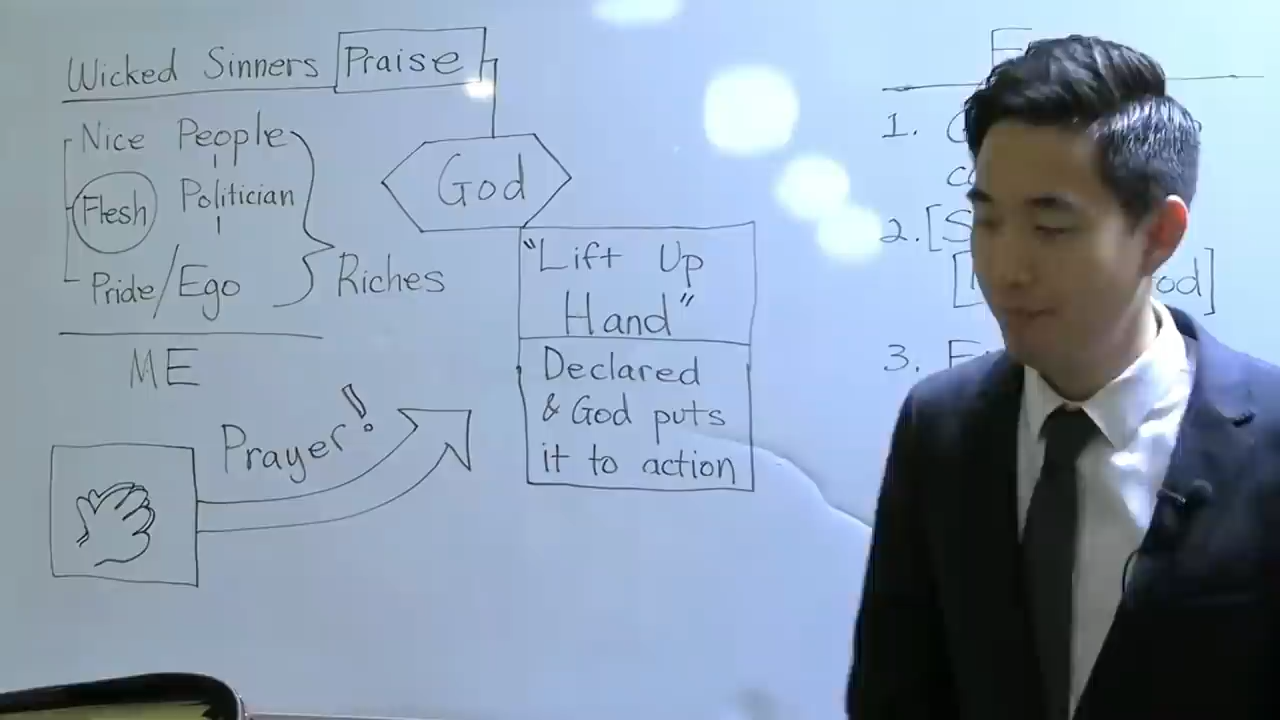 Wicked Sinners Praise
Nice People
Flesh Politician
Pride/Ego
Riches
ME
Prayer!
God
"Lift Up
Hand"
Declared
& God puts
it to action
1.
2.
3.